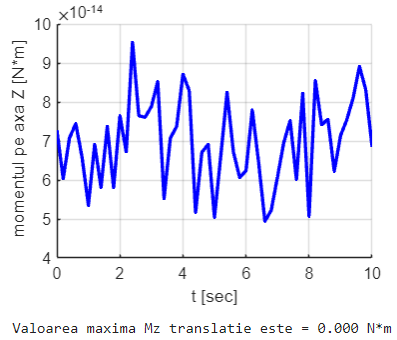 ×10⁻¹⁴
10
9
8
7
6
5
4
momentul pe axa Z [N*m]
0 2 4 6 8 10
t [sec]
Valoarea maxima Mz translatie este = 0.000 N*m